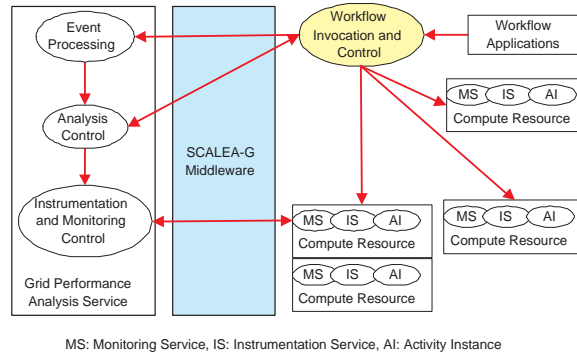 Event
Processing
Analysis
Control
Instrumentation
and Monitoring
Control
Grid Performance
Analysis Service
SCALEA-G
Middleware
Workflow
Invocation and
Control
Workflow
Applications
MS IS AI
Compute Resource
MS IS AI
Compute Resource
MS IS AI
Compute Resource
MS IS AI
Compute Resource
MS: Monitoring Service, IS: Instrumentation Service, AI: Activity Instance